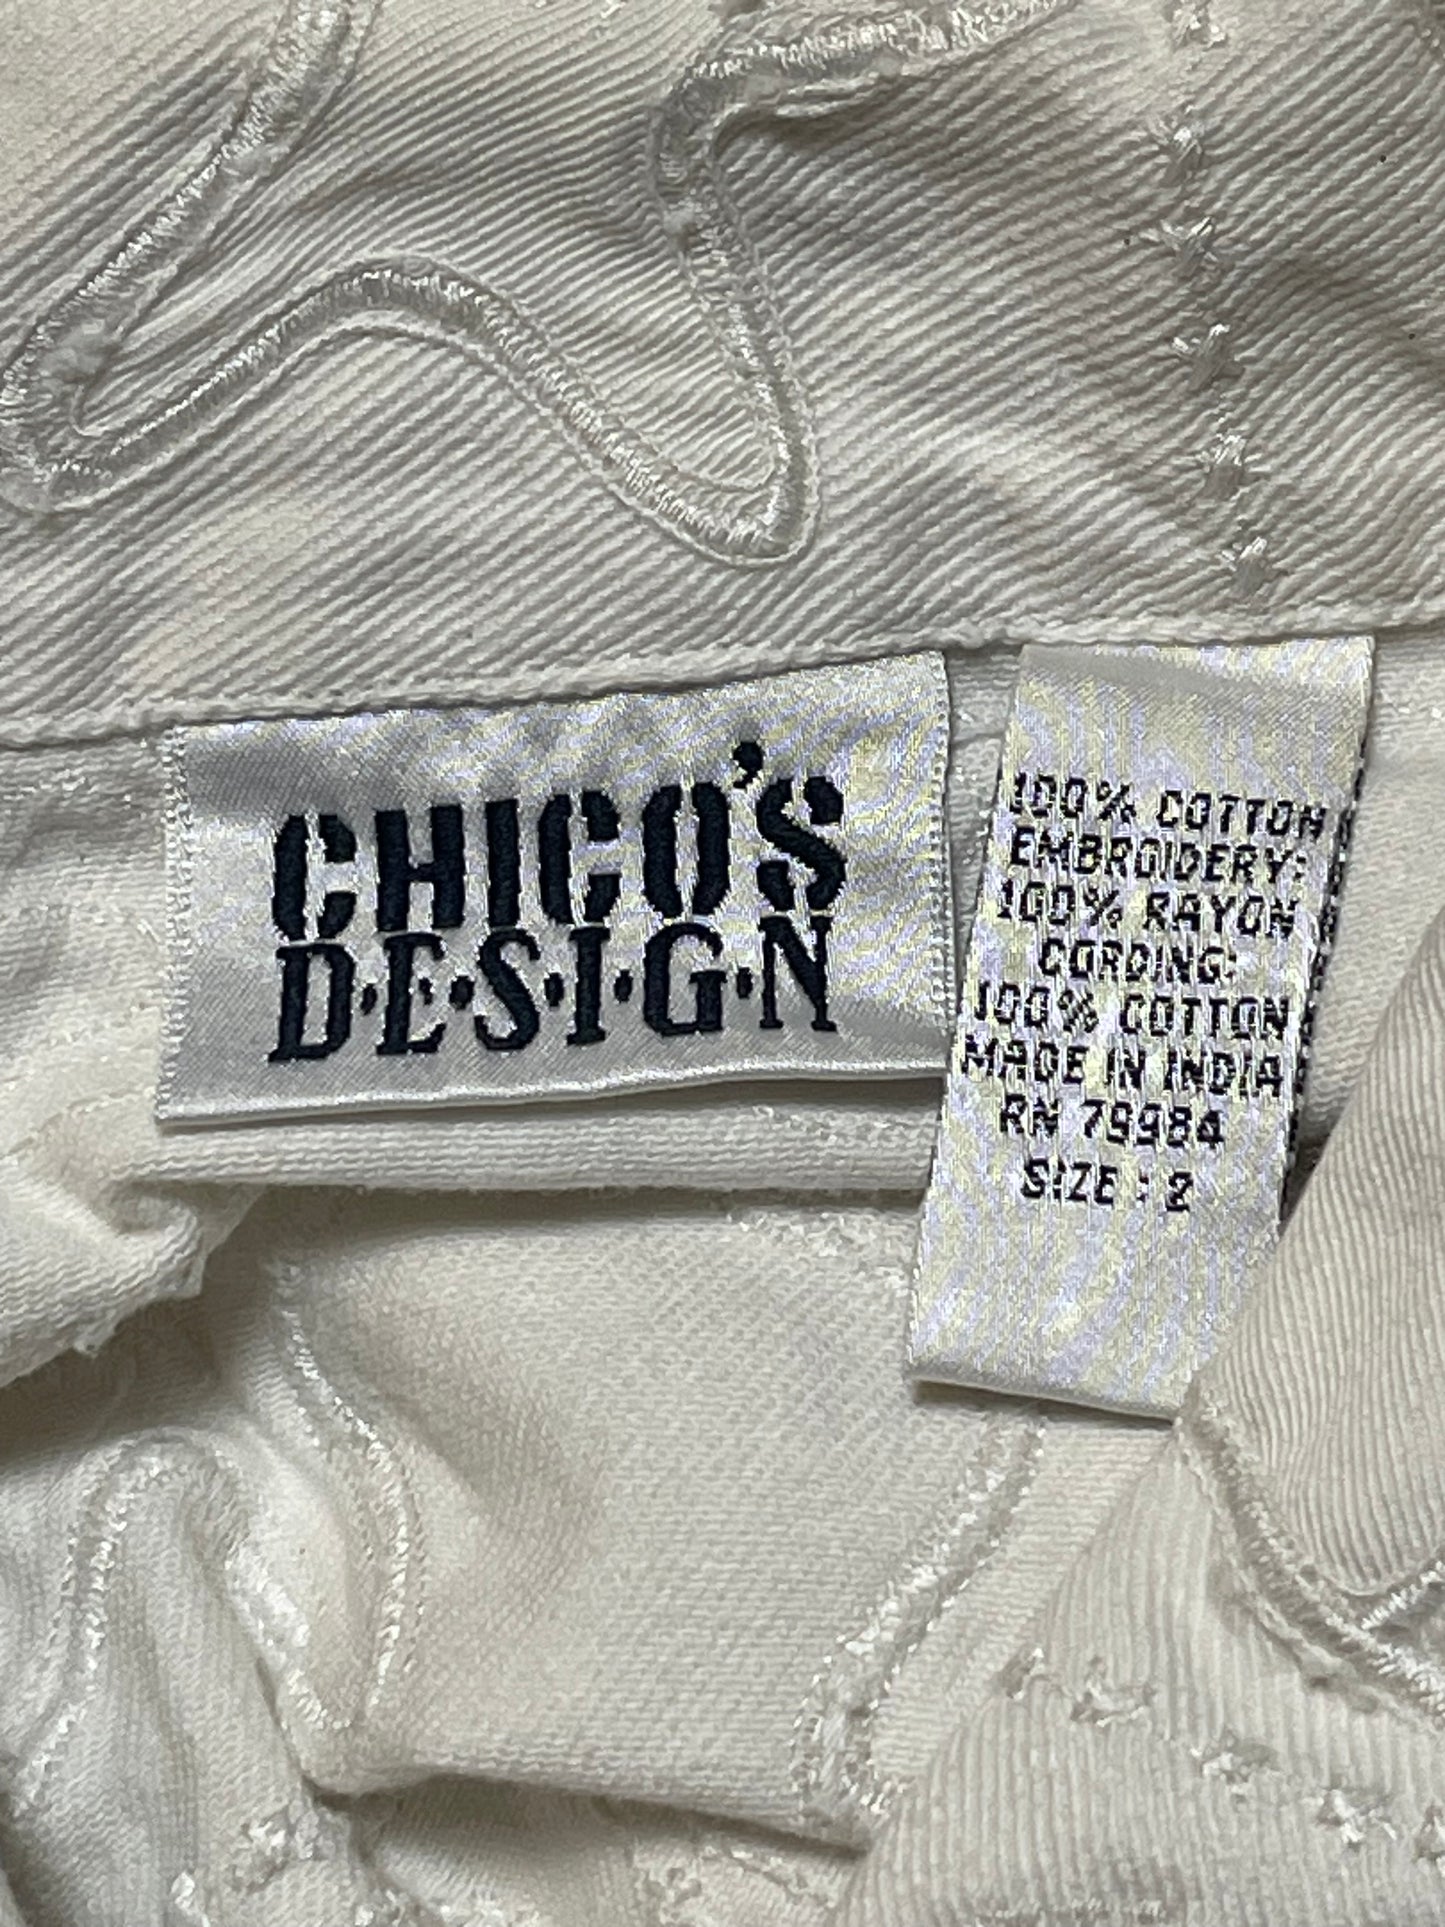 CHICO'S
D·E·S·I·G·N
100% COTTON
EMBROIDERY:
100% RAYON
CORDING:
100% COTTON
MADE IN INDIA
RN 79984
SIZE : 2